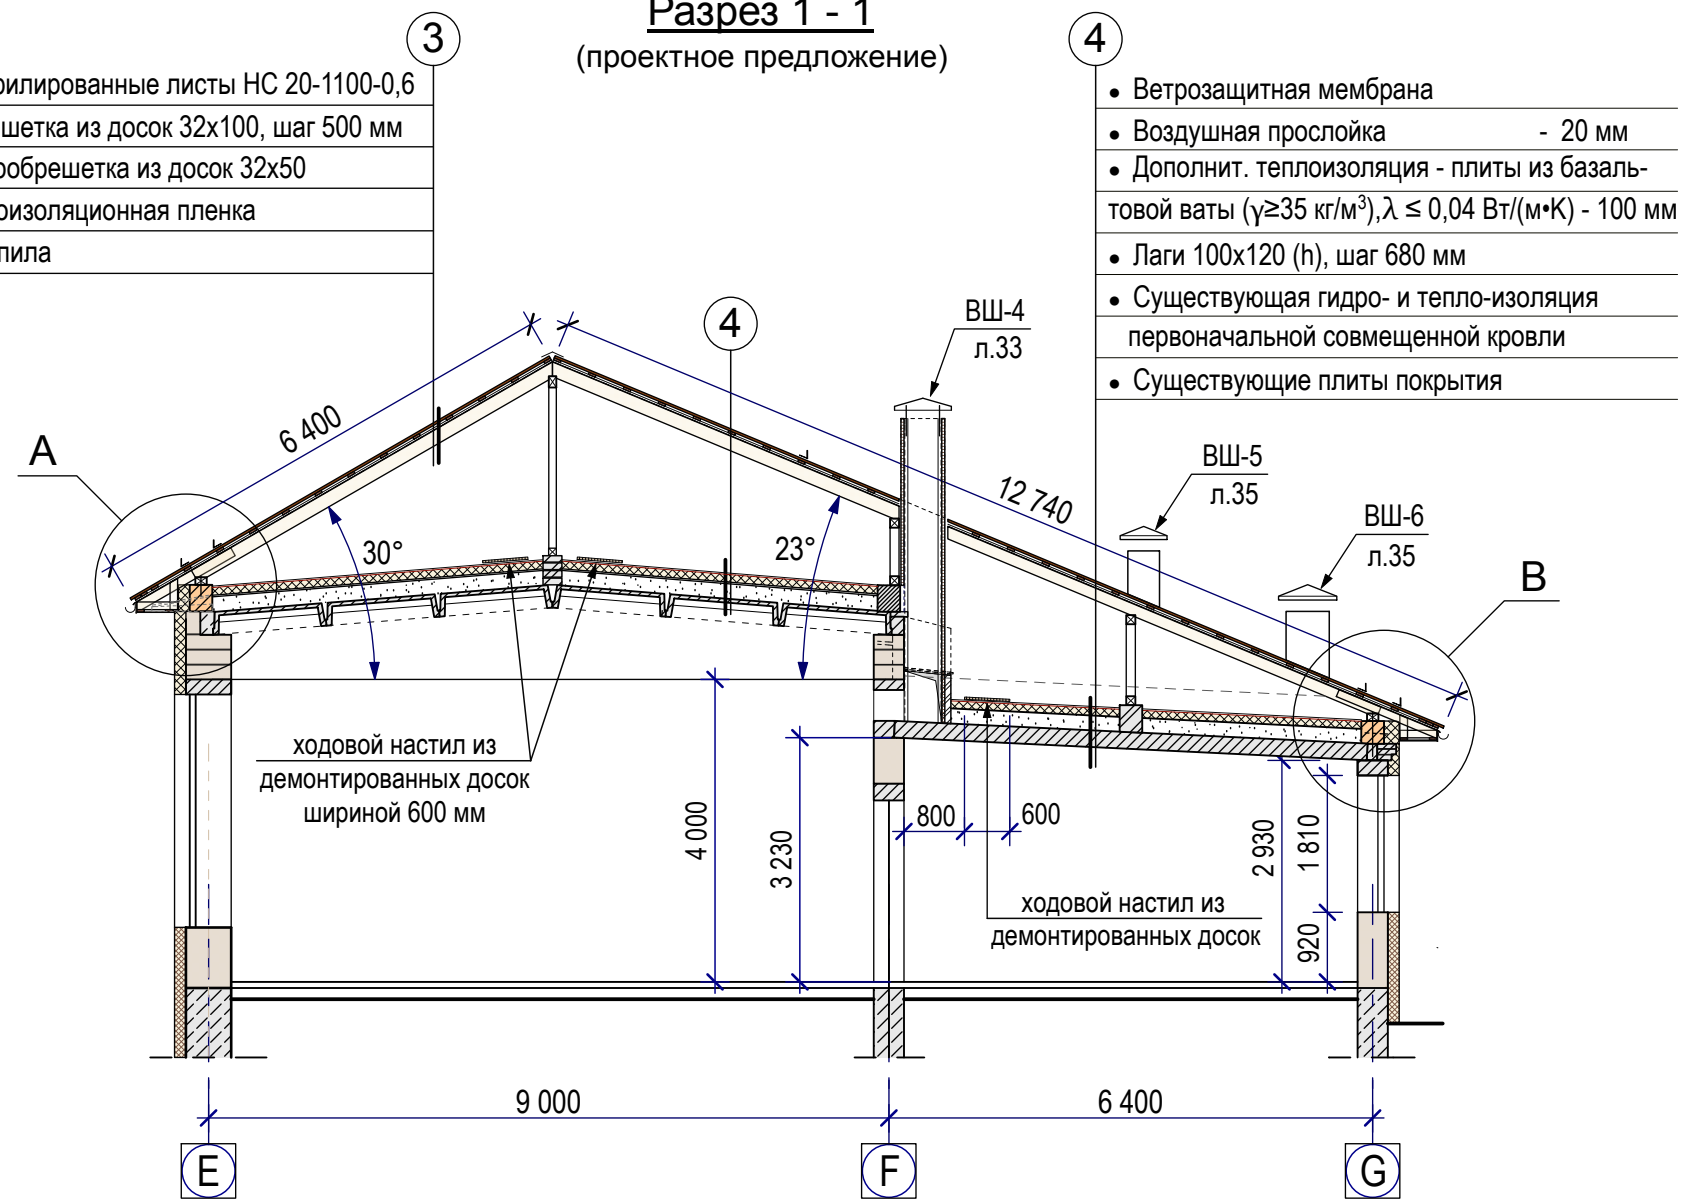 Разрез 1 - 1
(проектное предложение)
3
4
рилированные листы НС 20-1100-0,6
шетка из досок 32х100, шаг 500 мм
рообрешетка из досок 32х50
оизоляционная пленка
пила
• Ветрозащитная мембрана
• Воздушная прослойка - 20 мм
• Дополнит. теплоизоляция - плиты из базаль-
товой ваты (γ≥35 кг/м³),λ ≤ 0,04 Вт/(м•K) - 100 мм
• Лаги 100х120 (h), шаг 680 мм
• Существующая гидро- и тепло-изоляция
первоначальной совмещенной кровли
• Существующие плиты покрытия
4
ВШ-4
л.33
6 400
12 740
A
ВШ-5
л.35
ВШ-6
л.35
B
30°
23°
ходовой настил из
демонтированных досок
шириной 600 мм
4 000
3 230
800
600
2 930
1 810
920
ходовой настил из
демонтированных досок
9 000
6 400
E
F
G